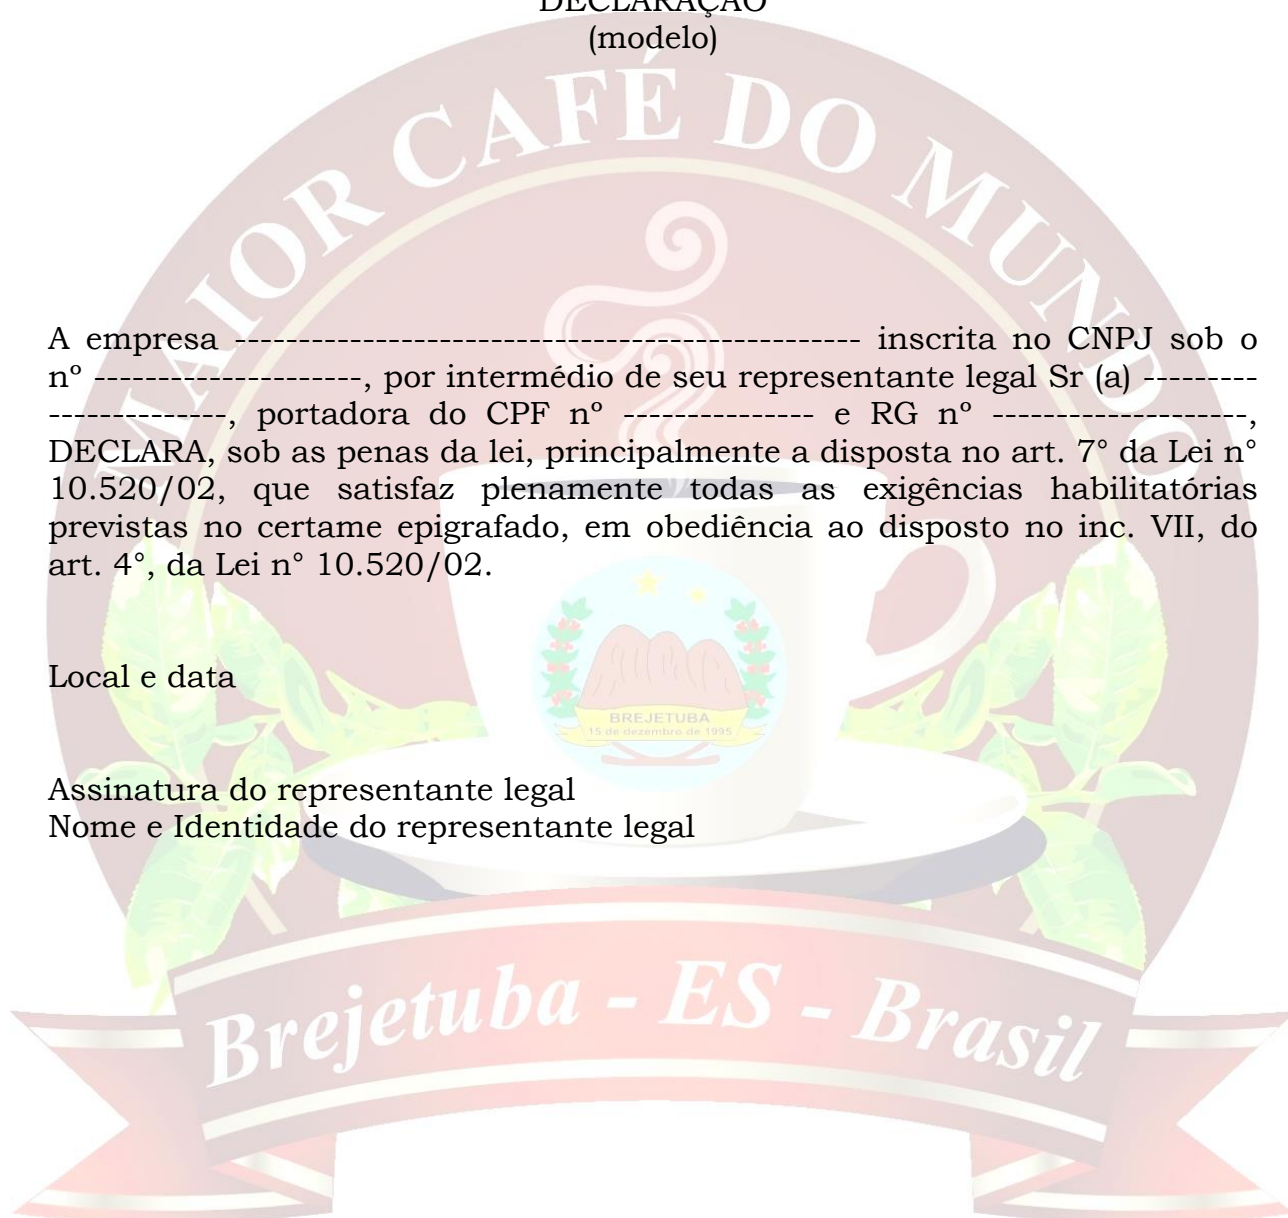 DECLARAÇÃO
(modelo)
MAIOR CAFÉ DO MUNDO
A empresa ------------------------------------------------- inscrita no CNPJ sob o
nº ---------------------, por intermédio de seu representante legal Sr (a) ---------
--------------, portadora do CPF nº --------------- e RG nº --------------------,
DECLARA, sob as penas da lei, principalmente a disposta no art. 7° da Lei n°
10.520/02, que satisfaz plenamente todas as exigências habilitatórias
previstas no certame epigrafado, em obediência ao disposto no inc. VII, do
art. 4°, da Lei n° 10.520/02.
Local e data
BREJETUBA
15 de dezembro de 1995
Assinatura do representante legal
Nome e Identidade do representante legal
Brejetuba - ES - Brasil